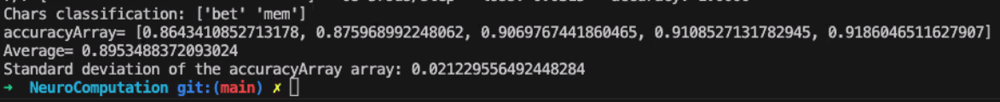 Chars classification: ['bet' 'mem']
accuracyArray= [0.8643410852713178, 0.875968992248062, 0.9069767441860465, 0.9108527131782945, 0.9186046511627907]
Average= 0.8953488372093024
Standard deviation of the accuracyArray array: 0.021229556492448284
→ NeuroComputation git:(main) ✗